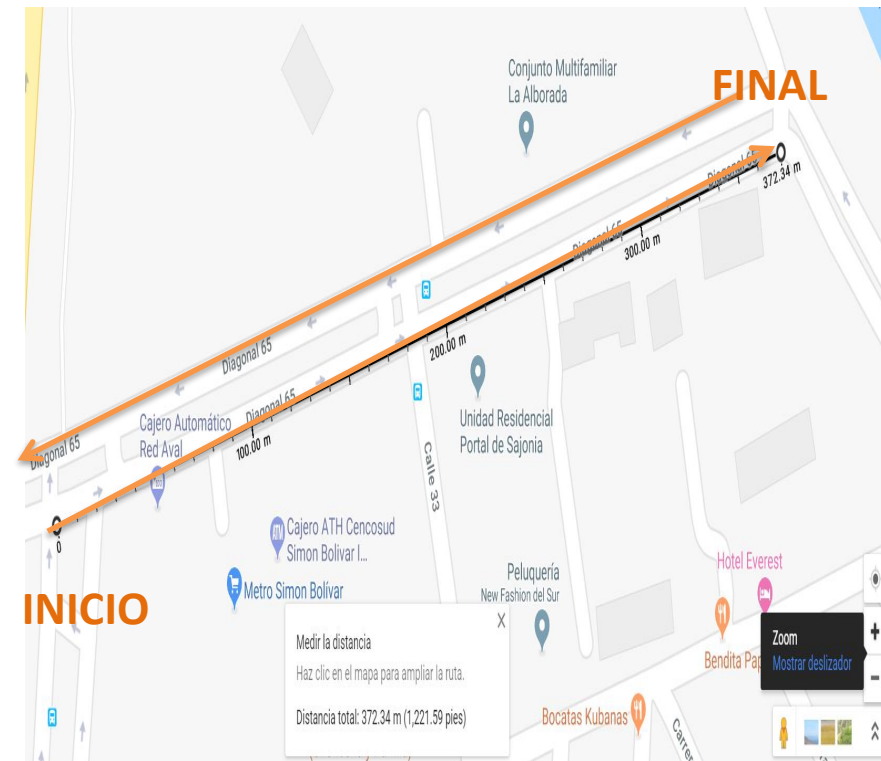 Conjunto Multifamiliar
La Alborada
FINAL
Diagonal 65
372.34 m
Diagonal 65
300.00 m
200.00 m
Diagonal 65
Diagonal 65
100.00 m
Cajero Automático
Red Aval
Diagonal 65
Unidad Residencial
Portal de Sajonia
Calle 33
0
ATM
Cajero ATH Cencosud
Simon Bolivar I...
Metro Simon Bolívar
INICIO
Peluquería
New Fashion del Sur
Hotel Everest
Medir la distancia
Haz clic en el mapa para ampliar la ruta.
Distancia total: 372.34 m (1,221.59 pies)
Zoom
Mostrar deslizador
Bendita Pap
Bocatas Kubanas
Carrer